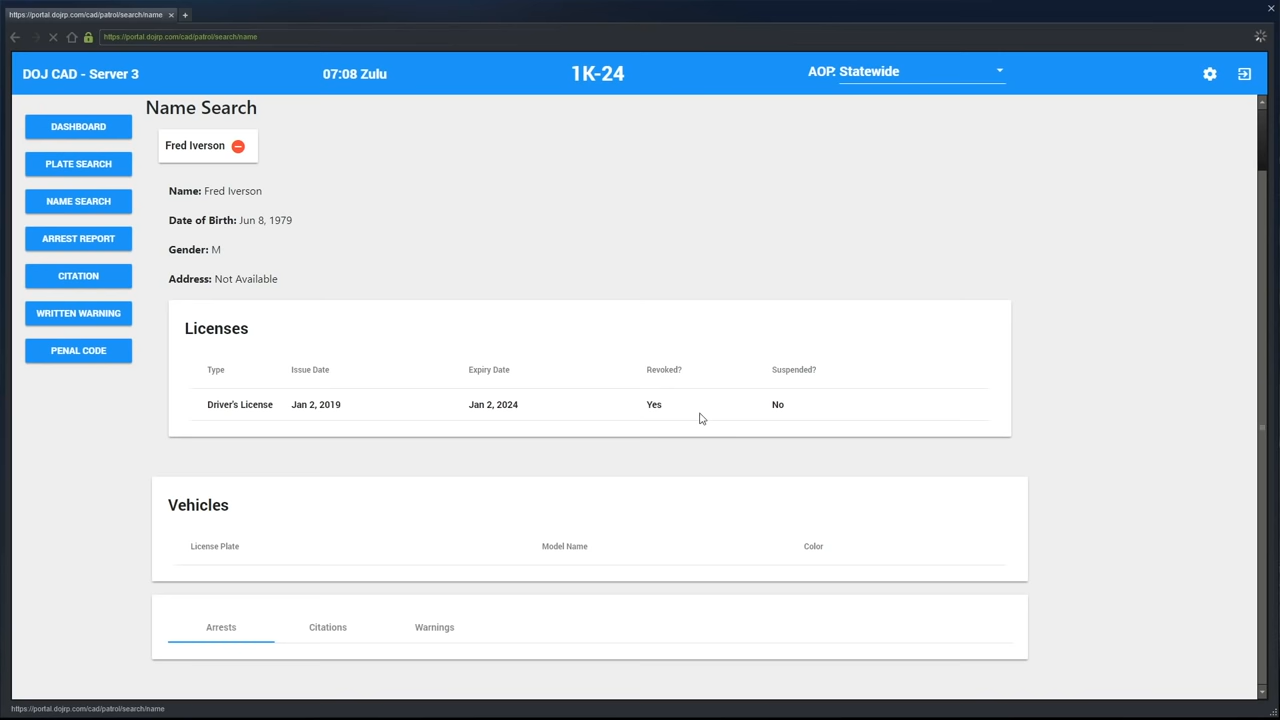 https://portal.dojrp.com/cad/patrol/search/name
https://portal.dojrp.com/cad/patrol/search/name
DOJ CAD - Server 3 07:08 Zulu 1K-24 AOP: Statewide
Name Search
DASHBOARD
PLATE SEARCH
NAME SEARCH
ARREST REPORT
CITATION
WRITTEN WARNING
PENAL CODE
Fred Iverson
Name: Fred Iverson
Date of Birth: Jun 8, 1979
Gender: M
Address: Not Available
Licenses
Type Issue Date Expiry Date Revoked? Suspended?
Driver's License Jan 2, 2019 Jan 2, 2024 Yes No
Vehicles
License Plate Model Name Color
Arrests Citations Warnings
https://portal.dojrp.com/cad/patrol/search/name